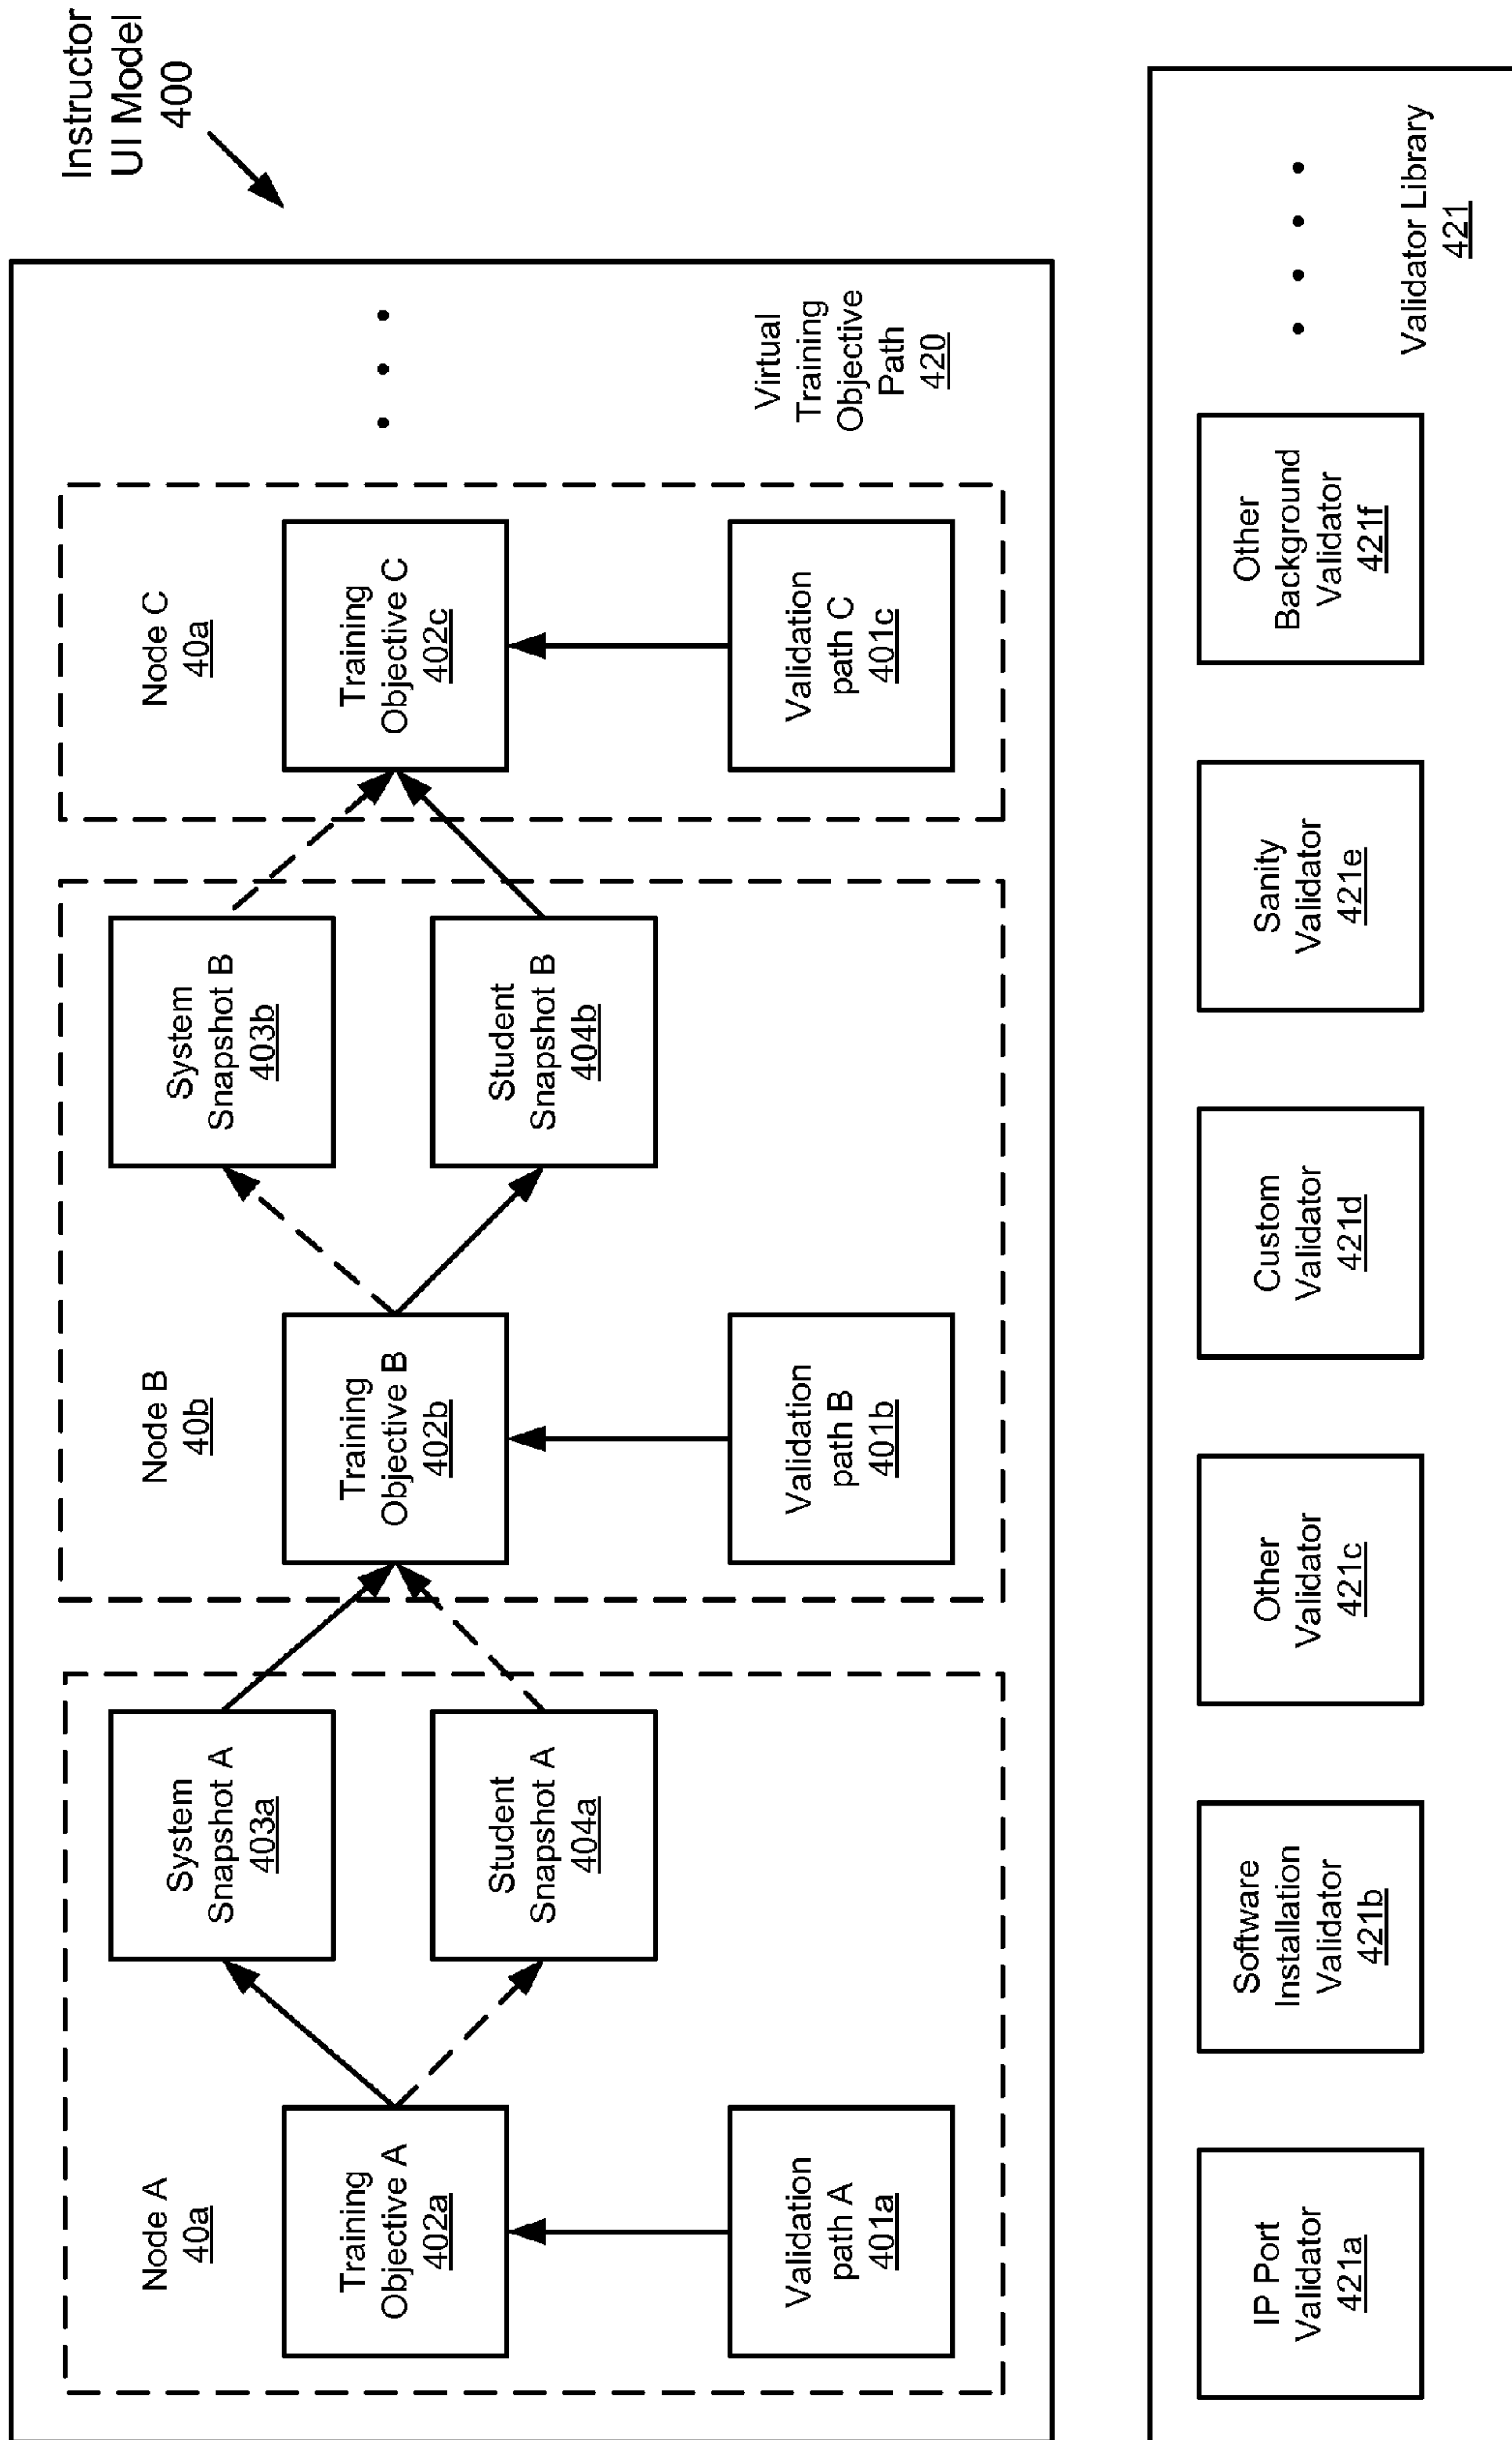 Instructor
UI Model
400
Node A
40a
Training
Objective A
402a
Validation
path A
401a
System
Snapshot A
403a
Student
Snapshot A
404a
Node B
40b
Training
Objective B
402b
Validation
path B
401b
System
Snapshot B
403b
Student
Snapshot B
404b
Node C
40a
Training
Objective C
402c
Validation
path C
401c
Virtual
Training
Objective
Path
420
IP Port
Validator
421a
Software
Installation
Validator
421b
Other
Validator
421c
Custom
Validator
421d
Sanity
Validator
421e
Other
Background
Validator
421f
Validator Library
421